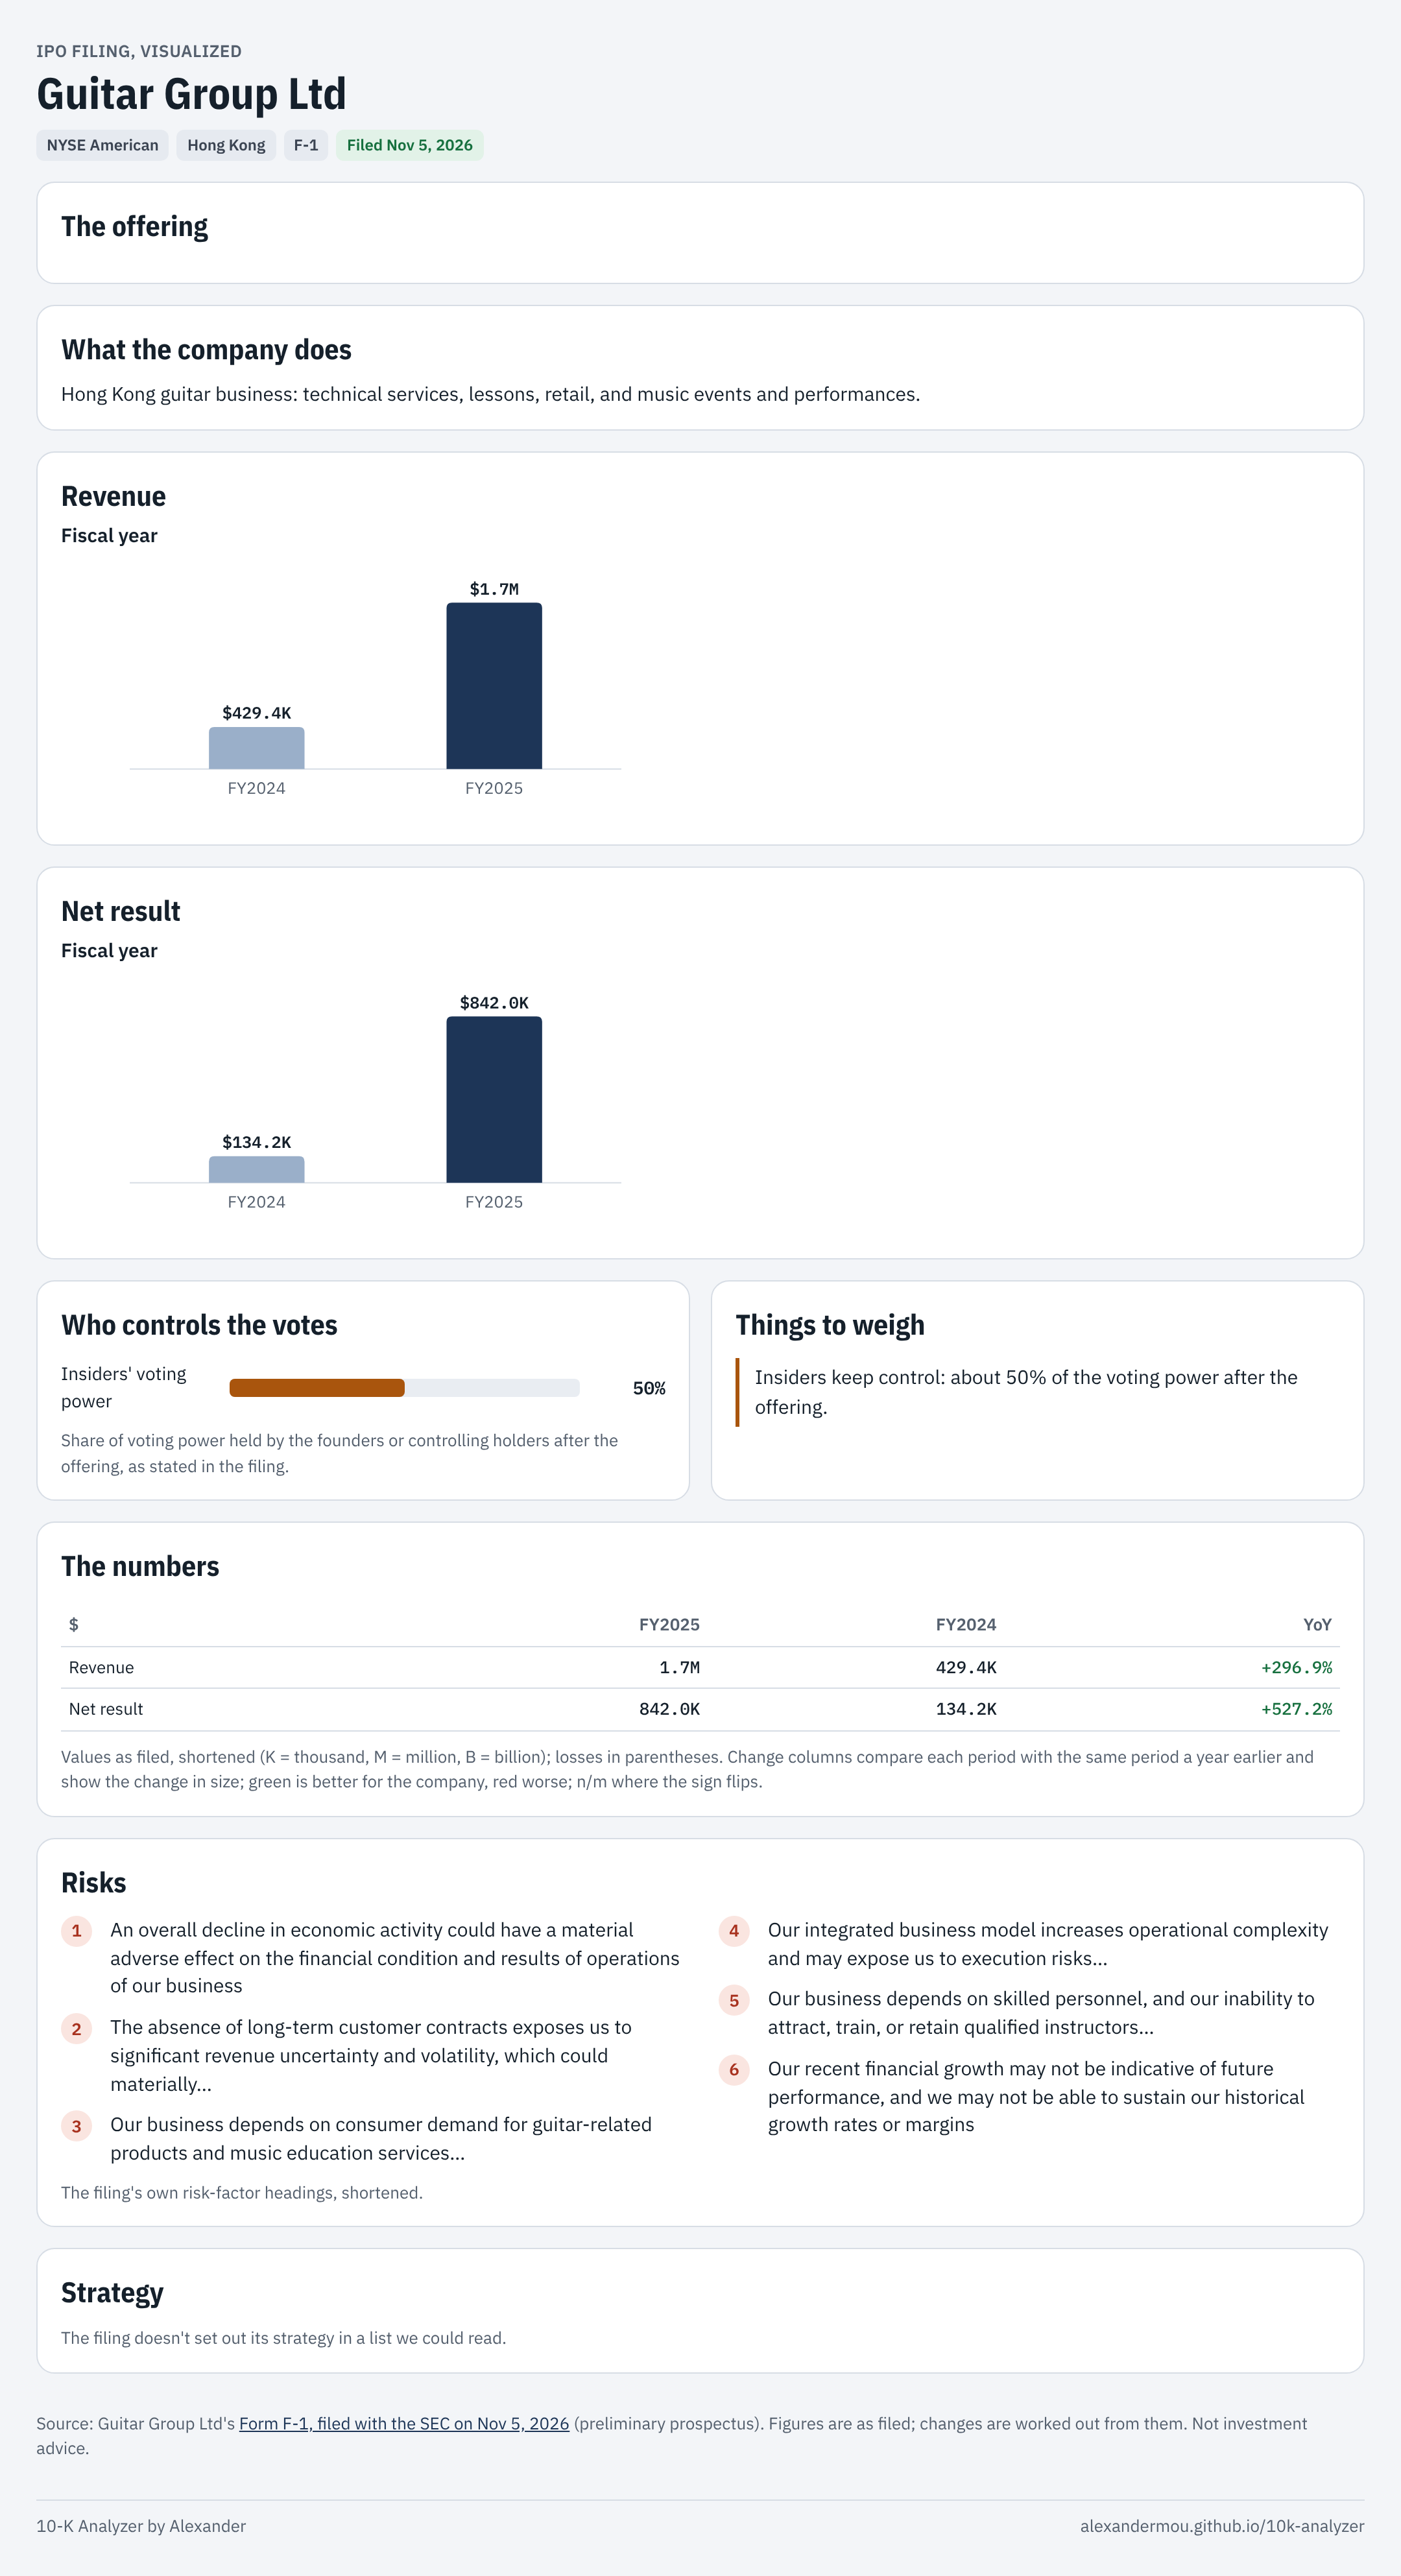 IPO FILING, VISUALIZED
Guitar Group Ltd
NYSE American
Hong Kong
F-1
Filed Nov 5, 2026
The offering
What the company does
Hong Kong guitar business: technical services, lessons, retail, and music events and performances.
Revenue
Fiscal year
$1.7M
$429.4K
FY2024
FY2025
Net result
Fiscal year
$842.0K
$134.2K
FY2024
FY2025
Who controls the votes
Insiders' voting
power
50%
Share of voting power held by the founders or controlling holders after the
offering, as stated in the filing.
Things to weigh
Insiders keep control: about 50% of the voting power after the
offering.
The numbers
$ FY2025 FY2024 YoY
Revenue 1.7M 429.4K +296.9%
Net result 842.0K 134.2K +527.2%
Values as filed, shortened (K = thousand, M = million, B = billion); losses in parentheses. Change columns compare each period with the same period a year earlier and
show the change in size; green is better for the company, red worse; n/m where the sign flips.
Risks
1 An overall decline in economic activity could have a material
adverse effect on the financial condition and results of operations
of our business
2 The absence of long-term customer contracts exposes us to
significant revenue uncertainty and volatility, which could
materially...
3 Our business depends on consumer demand for guitar-related
products and music education services...
4 Our integrated business model increases operational complexity
and may expose us to execution risks...
5 Our business depends on skilled personnel, and our inability to
attract, train, or retain qualified instructors...
6 Our recent financial growth may not be indicative of future
performance, and we may not be able to sustain our historical
growth rates or margins
The filing's own risk-factor headings, shortened.
Strategy
The filing doesn't set out its strategy in a list we could read.
Source: Guitar Group Ltd's Form F-1, filed with the SEC on Nov 5, 2026 (preliminary prospectus). Figures are as filed; changes are worked out from them. Not investment
advice.
10-K Analyzer by Alexander
alexandermou.github.io/10k-analyzer